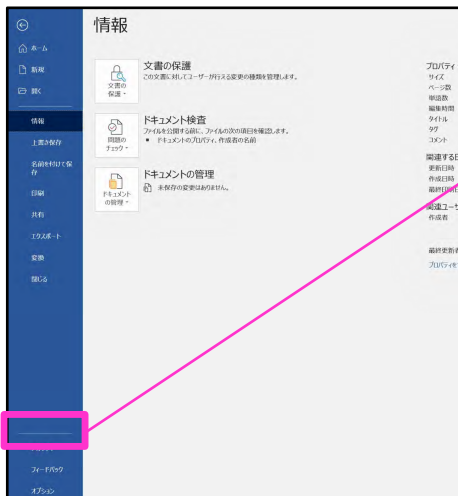 情報
ホーム
新規
開く
情報
上書き保存
名前を付けて保
存
印刷
共有
エクスポート
変換
閉じる
フィードバック
オプション
文書の
保護
文書の保護
この文書に対してユーザーが行える変更の種類を管理します。
問題の
チェック
ドキュメント検査
ファイルを公開する前に、ファイルの次の項目を確認します。
ドキュメントのプロパティ、作成者の名前
ドキュメント
の管理
ドキュメントの管理
未保存の変更はありません。
プロパティ
サイズ
ページ数
単語数
編集時間
タイトル
タグ
コメント
関連する日
更新日時
作成日時
最終印刷日
関連ユーザ
作成者
最終更新者
プロパティを